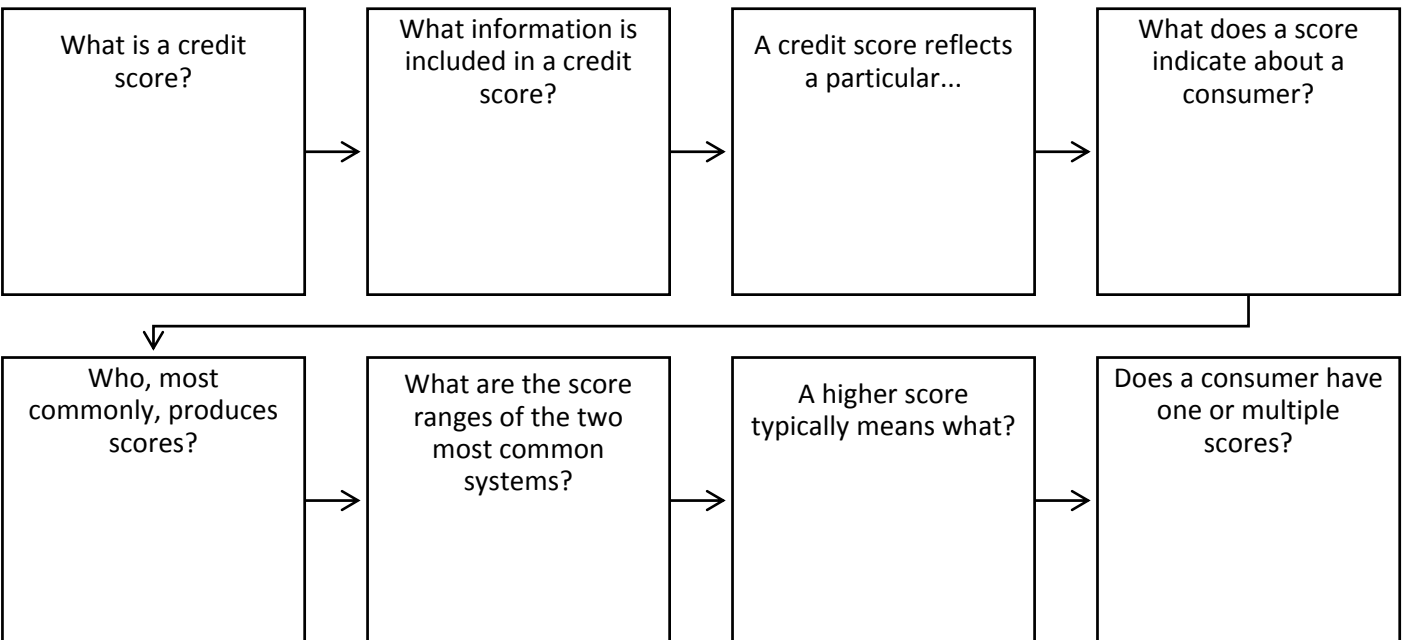 What is a credit
score?
What information is
included in a credit
score?
A credit score reflects
a particular...
What does a score
indicate about a
consumer?
Who, most
commonly, produces
scores?
What are the score
ranges of the two
most common
systems?
A higher score
typically means what?
Does a consumer have
one or multiple
scores?